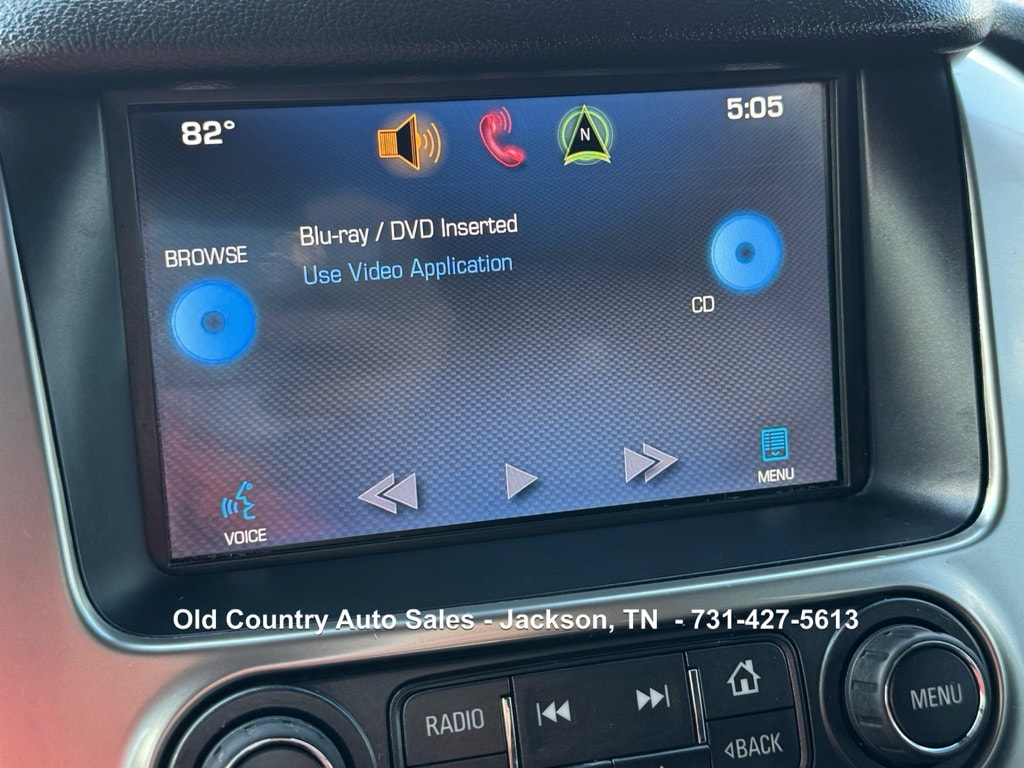 82°
N
5:05
BROWSE
Blu-ray / DVD Inserted
Use Video Application
CD
VOICE
MENU
Old Country Auto Sales - Jackson, TN - 731-427-5613
RADIO
MENU
BACK